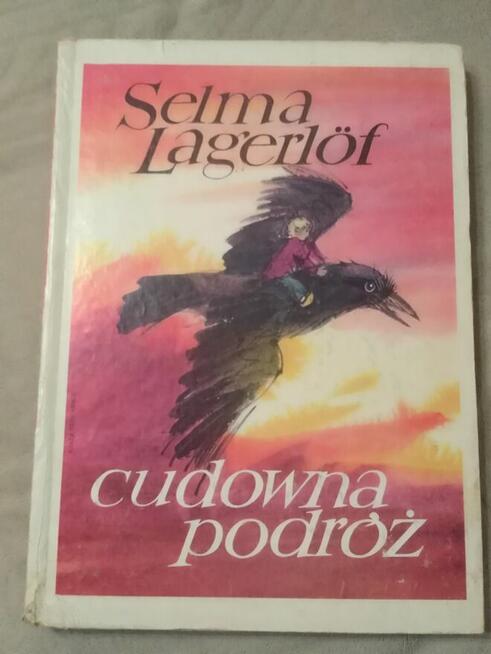 Selma
Lagerlöf
cudowna
podróż